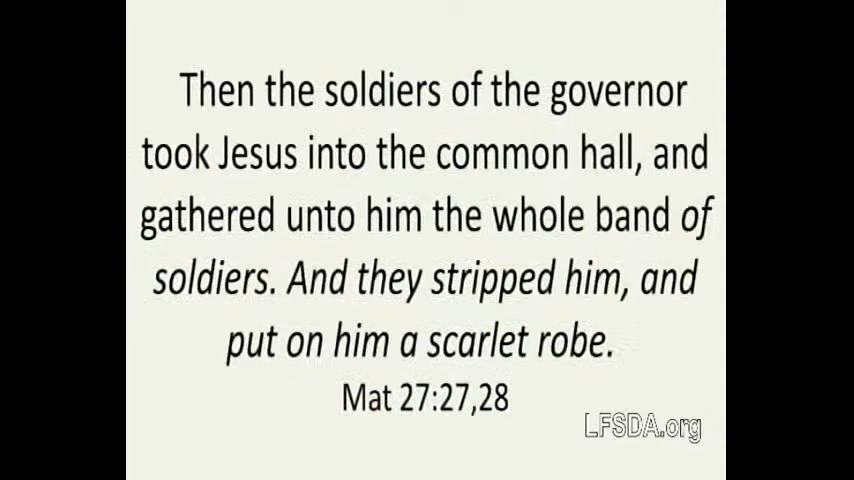 Then the soldiers of the governor
took Jesus into the common hall, and
gathered unto him the whole band of
soldiers. And they stripped him, and
put on him a scarlet robe.
Mat 27:27,28
LFSDA.org